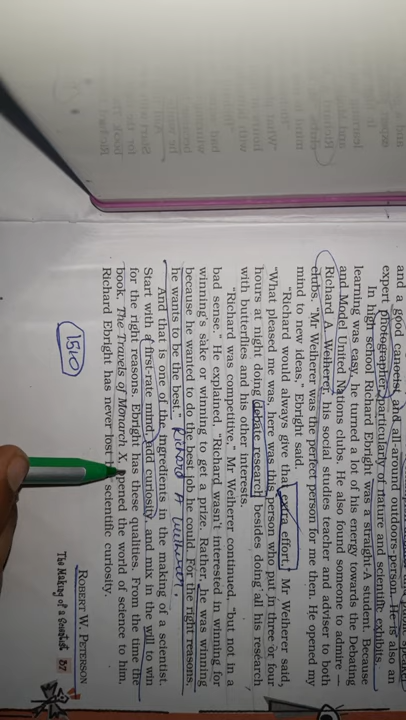 and a good canoeist and all around outdoors-person. He is also an
expert photographer, particularly of nature and scientific exhibits.
In high school Richard Ebright was a straight-A student. Because
learning was easy, he turned a lot of his energy towards the Debating
and Model United Nations clubs. He also found someone to admire —
Richard A. Weiherer, his social studies teacher and adviser to both
clubs. "Mr Weiherer was the perfect person for me then. He opened my
mind to new ideas," Ebright said.
"Richard would always give that extra effort," Mr Weiherer said,
"What pleased me was, here was this person who put in three or four
hours at night doing debate research besides doing all his research
with butterflies and his other interests.
"Richard was competitive," Mr Weiherer continued, "but not in a
bad sense." He explained, "Richard wasn't interested in winning for
winning's sake or winning to get a prize. Rather, he was winning
because he wanted to do the best job he could. For the right reasons,
he wants to be the best." Richard A Weiherer.
And that is one of the ingredients in the making of a scientist.
Start with a first-rate mind, add curiosity, and mix in the will to win
for the right reasons. Ebright has these qualities. From the time the
book, The Travels of Monarch X, opened the world of science to him,
Richard Ebright has never lost his scientific curiosity.
ROBERT W. PETERSON
The Making of a Scientist 37